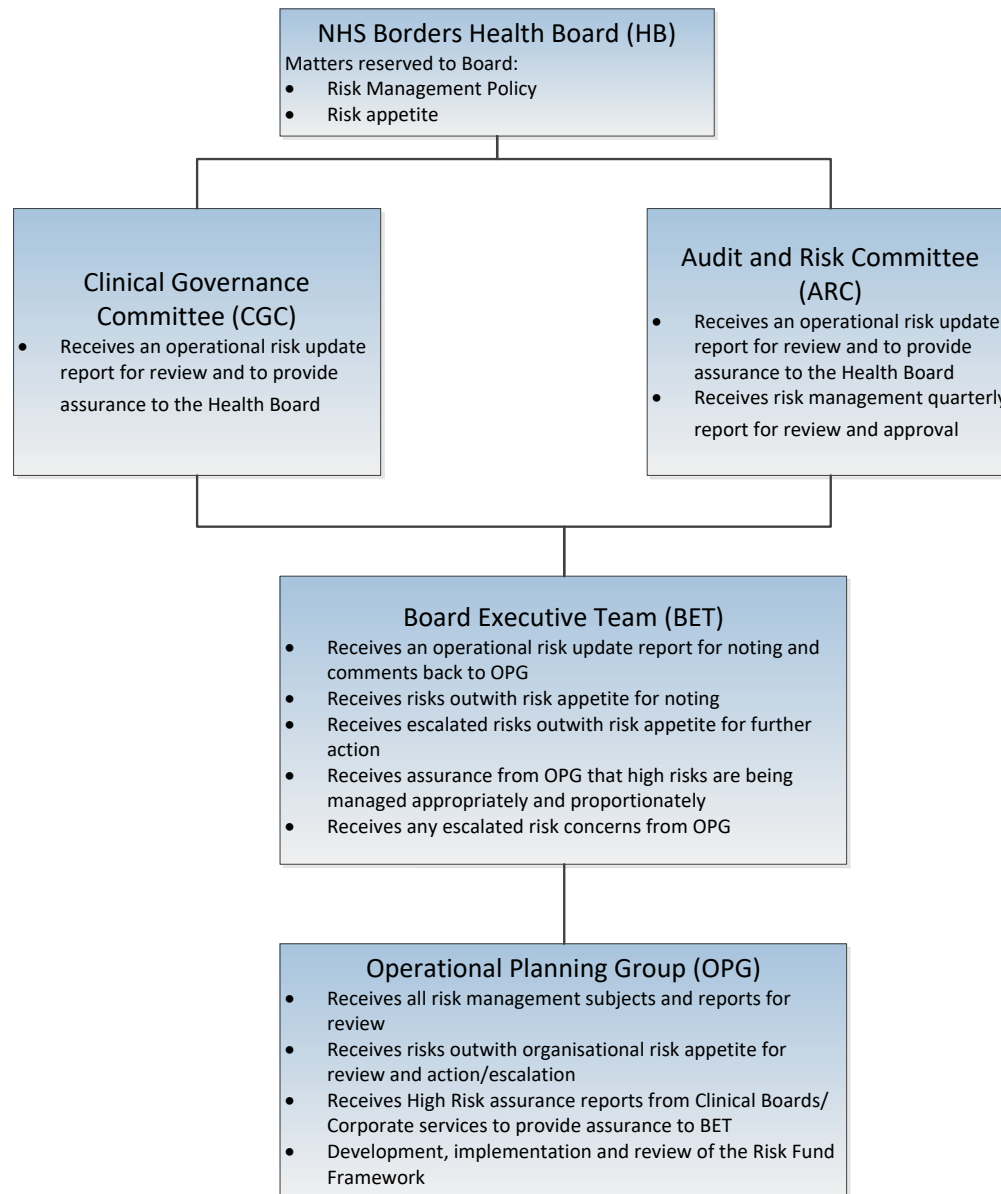 NHS Borders Health Board (HB)
Matters reserved to Board:
• Risk Management Policy
• Risk appetite
Clinical Governance
Committee (CGC)
• Receives an operational risk update
report for review and to provide
assurance to the Health Board
Audit and Risk Committee
(ARC)
• Receives an operational risk update
report for review and to provide
assurance to the Health Board
• Receives risk management quarterly
report for review and approval
Board Executive Team (BET)
• Receives an operational risk update report for noting and
comments back to OPG
• Receives risks outwith risk appetite for noting
• Receives escalated risks outwith risk appetite for further
action
• Receives assurance from OPG that high risks are being
managed appropriately and proportionately
• Receives any escalated risk concerns from OPG
Operational Planning Group (OPG)
• Receives all risk management subjects and reports for
review
• Receives risks outwith organisational risk appetite for
review and action/escalation
• Receives High Risk assurance reports from Clinical Boards/
Corporate services to provide assurance to BET
• Development, implementation and review of the Risk Fund
Framework